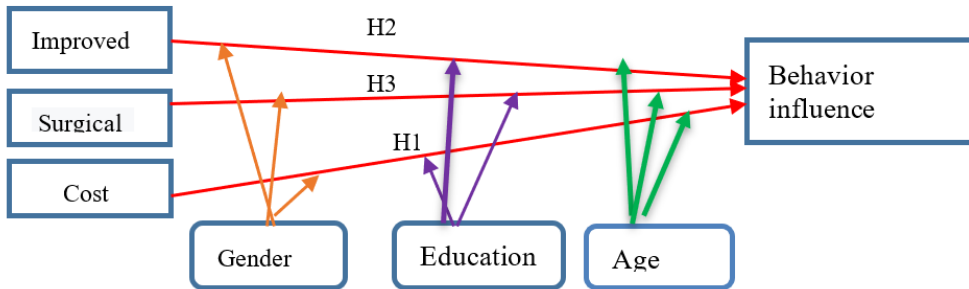 Improved
H2
Behavior
influence
Surgical
H3
Cost
H1
Gender
Education
Age